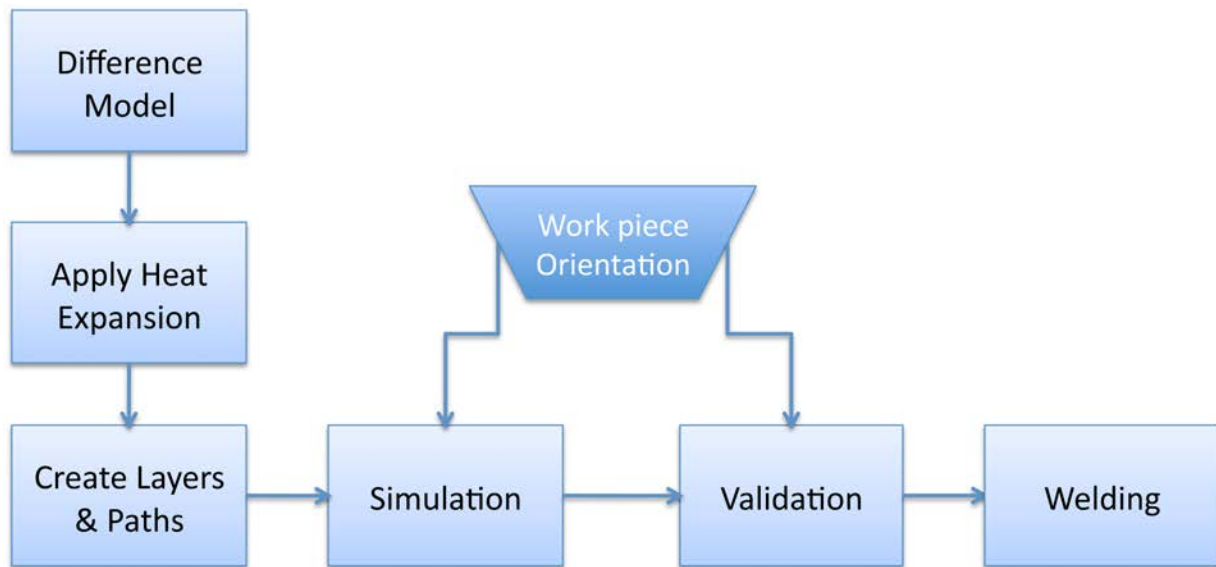 Difference
Model
Apply Heat
Expansion
Work piece
Orientation
Create Layers
& Paths
Simulation
Validation
Welding